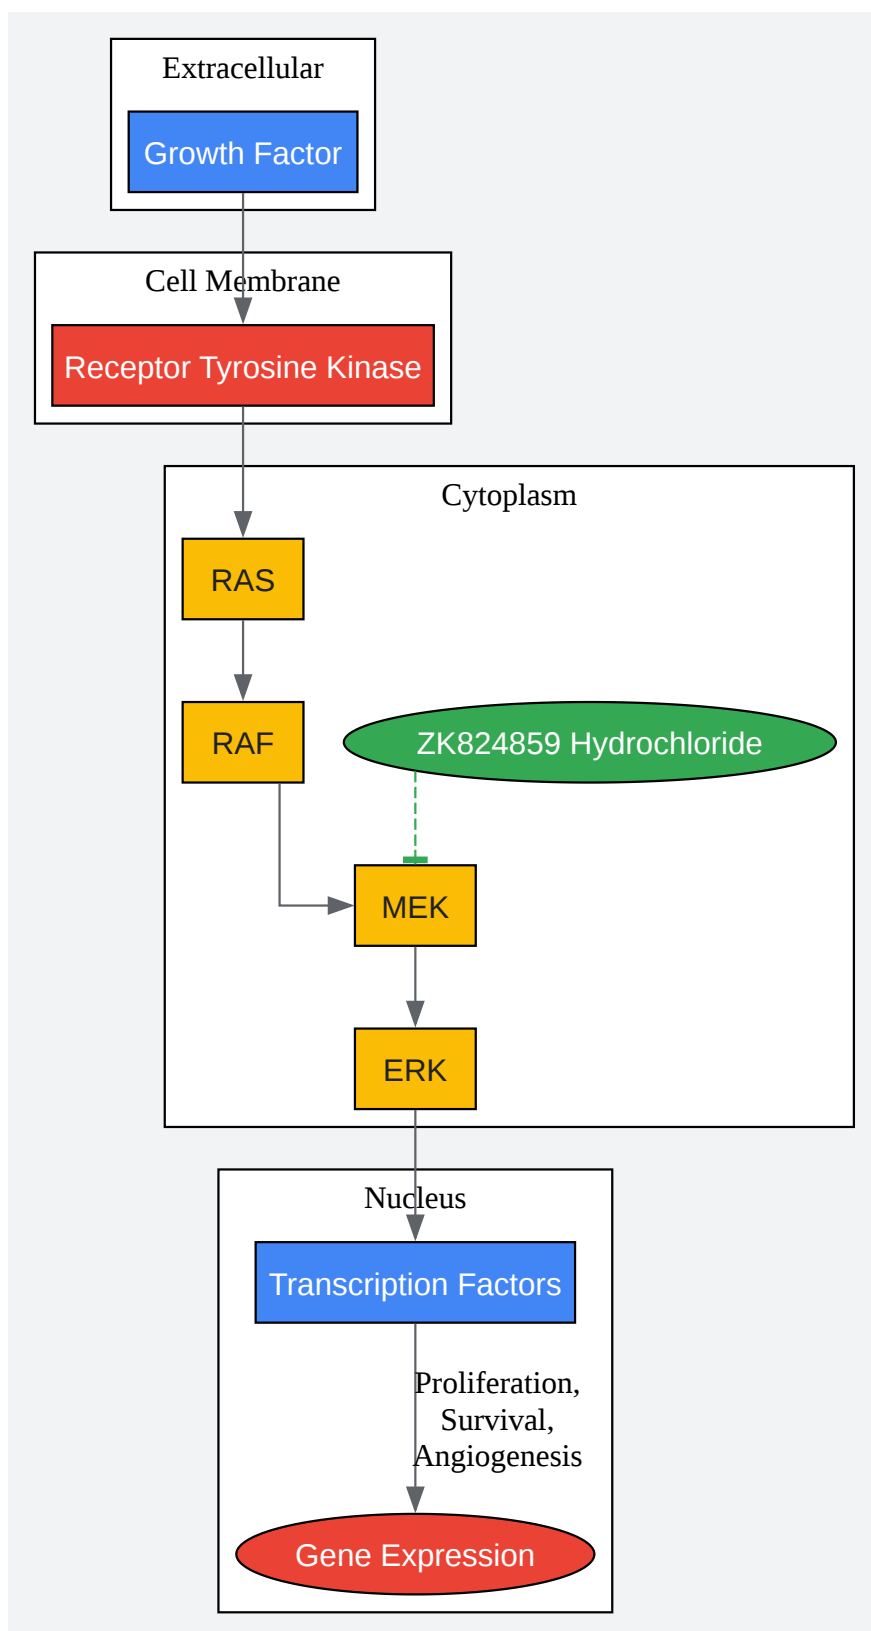 Extracellular
Growth Factor
Cell Membrane
Receptor Tyrosine Kinase
Cytoplasm
RAS
RAF
ZK824859 Hydrochloride
MEK
ERK
Nucleus
Transcription Factors
Proliferation,
Survival,
Angiogenesis
Gene Expression